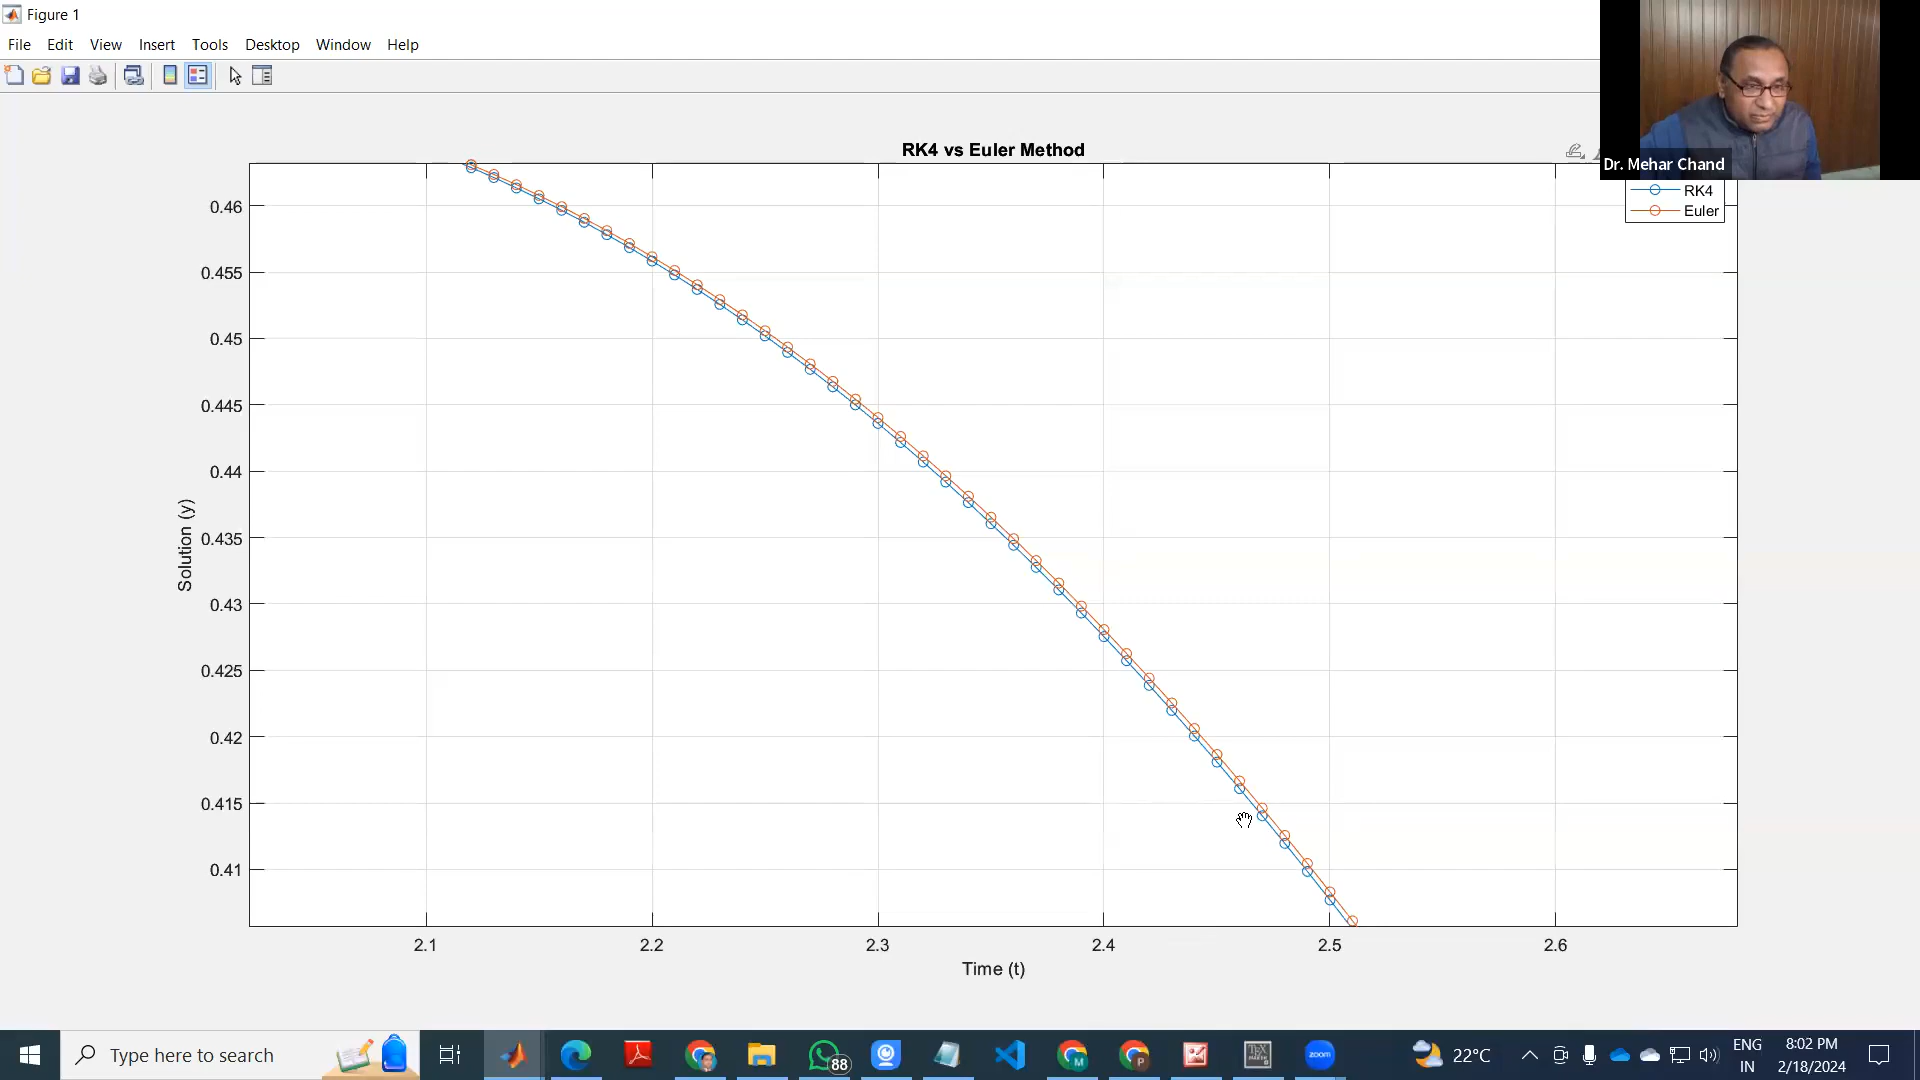 Figure 1
File Edit View Insert Tools Desktop Window Help
RK4 vs Euler Method
Dr. Mehar Chand
RK4
Euler
0.46
0.455
0.45
0.445
0.44
0.435
0.43
0.425
0.42
0.415
0.41
Solution (y)
2.1 2.2 2.3 2.4 2.5 2.6
Time (t)
Type here to search
88
M
P
TEX
zoom
22°C
ENG
IN
8:02 PM
2/18/2024